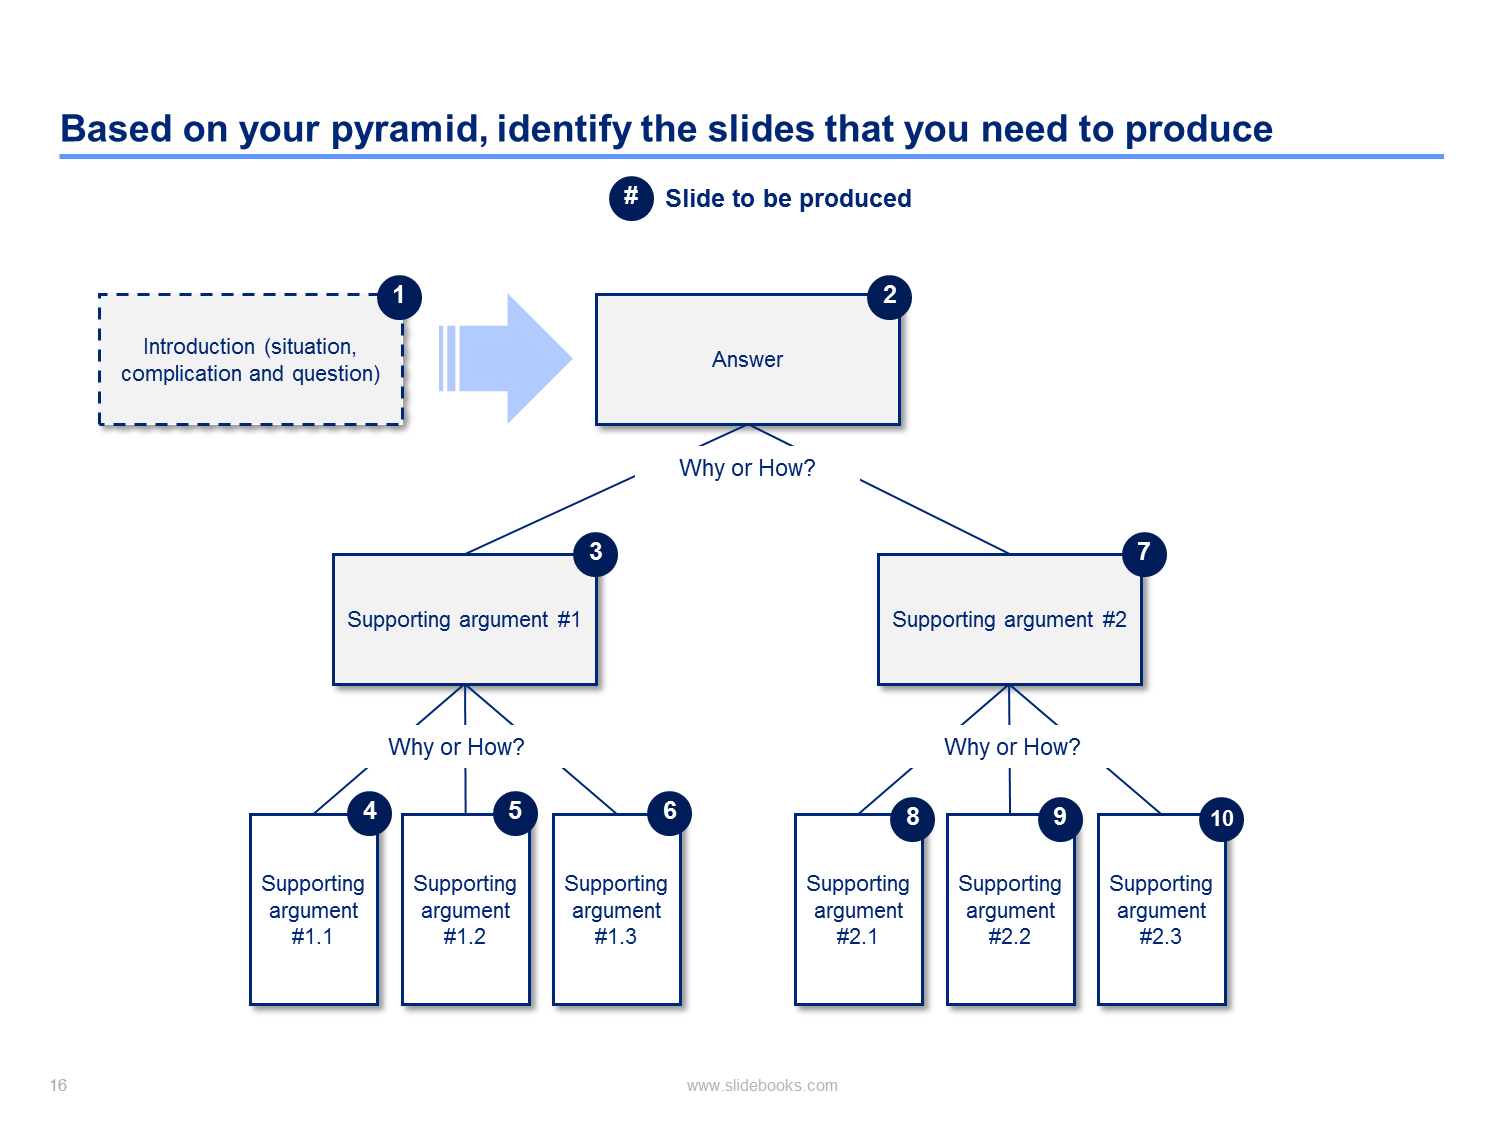 Based on your pyramid, identify the slides that you need to produce
# Slide to be produced
1
Introduction (situation,
complication and question)
2
Answer
Why or How?
3
Supporting argument #1
7
Supporting argument #2
Why or How?
Why or How?
4
Supporting
argument
#1.1
5
Supporting
argument
#1.2
6
Supporting
argument
#1.3
8
Supporting
argument
#2.1
9
Supporting
argument
#2.2
10
Supporting
argument
#2.3
16
www.slidebooks.com